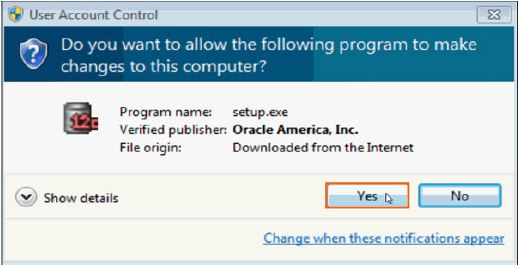 User Account Control
Do you want to allow the following program to make
changes to this computer?
12c
Program name: setup.exe
Verified publisher: Oracle America, Inc.
File origin: Downloaded from the Internet
Show details
Yes
No
Change when these notifications appear